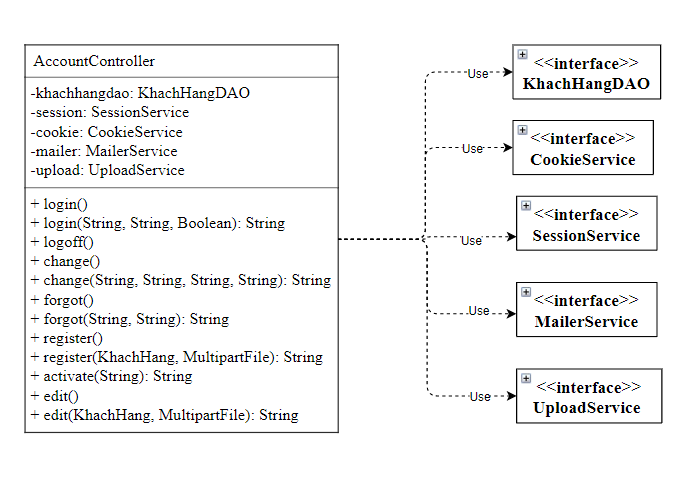 AccountController
-khachhangdao: KhachHangDAO
-session: SessionService
-cookie: CookieService
-mailer: MailerService
-upload: UploadService
+ login()
+ login(String, String, Boolean): String
+ logoff()
+ change()
+ change(String, String, String, String): String
+ forgot()
+ forgot(String, String): String
+ register()
+ register(KhachHang, MultipartFile): String
+ activate(String): String
+ edit()
+ edit(KhachHang, MultipartFile): String
Use
<<interface>>
KhachHangDAO
Use
<<interface>>
CookieService
Use
<<interface>>
SessionService
Use
<<interface>>
MailerService
Use
<<interface>>
UploadService